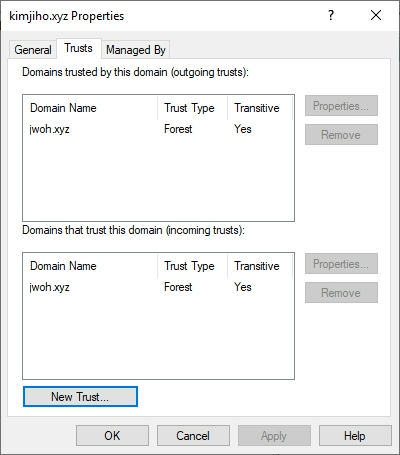 kimjiho.xyz Properties ? ×
General Trusts Managed By
Domains trusted by this domain (outgoing trusts):
Domain Name Trust Type Transitive Properties...
jwoh.xyz Forest Yes Remove
Domains that trust this domain (incoming trusts):
Domain Name Trust Type Transitive Properties...
jwoh.xyz Forest Yes Remove
New Trust...
OK Cancel Apply Help